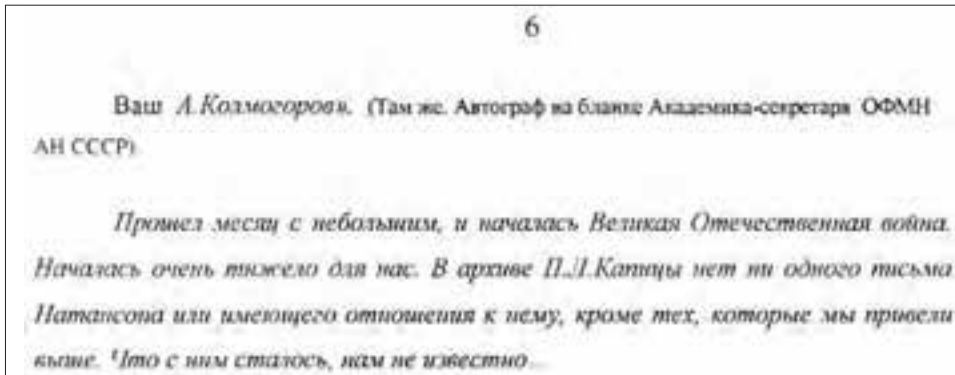 6
Ваш А.Колмогоров». (Там же. Автограф на бланке Академика-секретаря ОФМН
АН СССР)
Прошел месяц с небольшим, и началась Великая Отечественная война.
Началась очень тяжело для нас. В архиве П.Л.Капицы нет ни одного письма
Натансона или имеющего отношения к нему, кроме тех, которые мы привели
выше. Что с ним сталось, нам не известно...